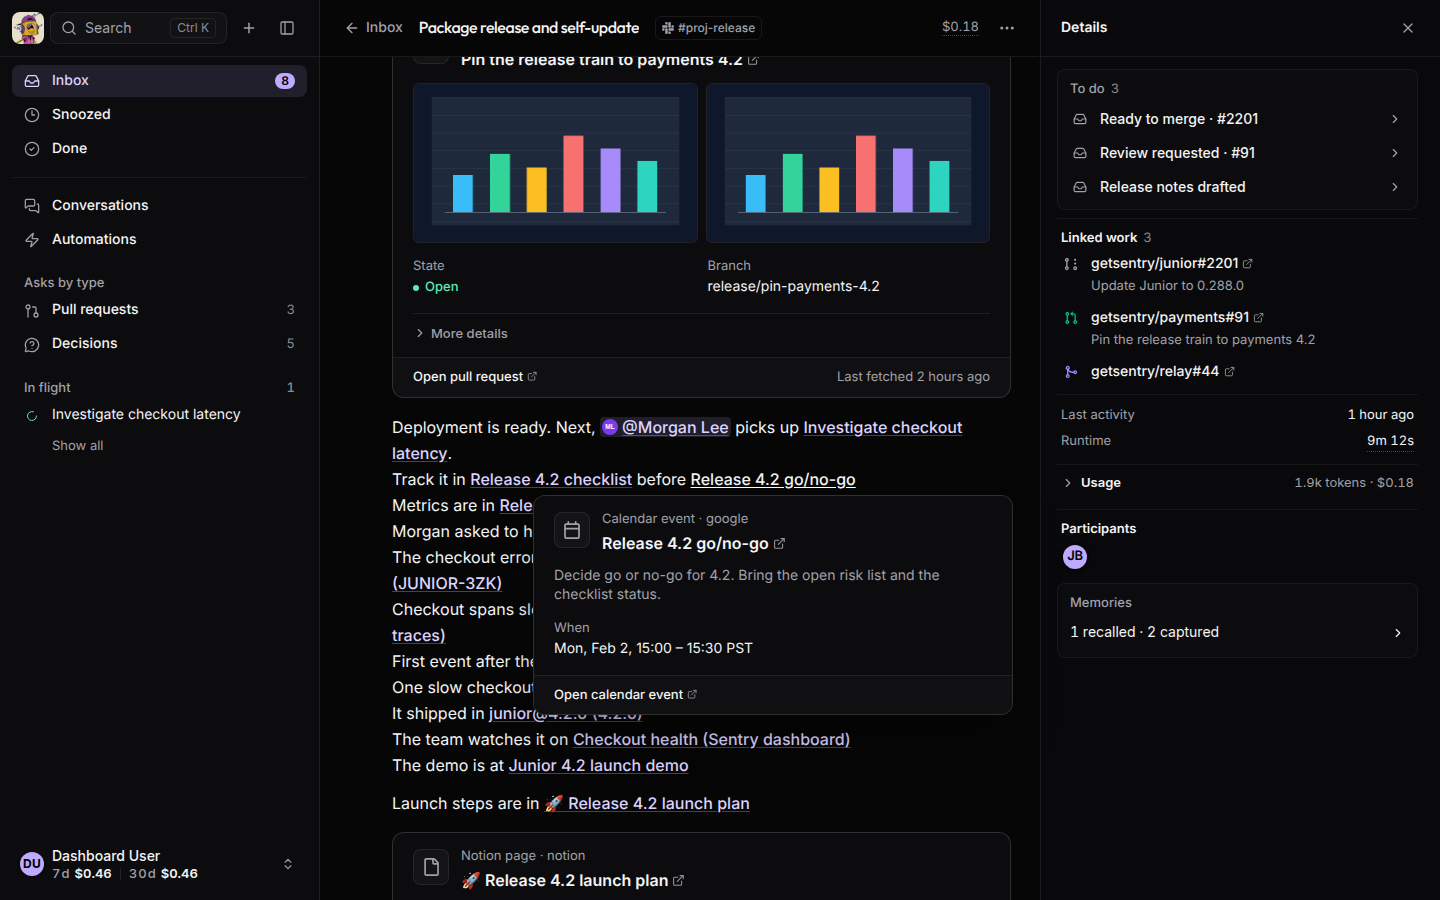 Search
Ctrl K
Inbox
8
Snoozed
Done
Conversations
Automations
Asks by type
Pull requests
3
Decisions
5
In flight
1
Investigate checkout latency
Show all
DU
Dashboard User
7d $0.46
30d $0.46
Inbox
Package release and self-update
#proj-release
$0.18
Pin the release train to payments 4.2
State
Open
Branch
release/pin-payments-4.2
More details
Open pull request
Last fetched 2 hours ago
Deployment is ready. Next, ML @Morgan Lee picks up Investigate checkout
latency.
Track it in Release 4.2 checklist before Release 4.2 go/no-go
Metrics are in Rele
Morgan asked to h
The checkout error
(JUNIOR-3ZK)
Checkout spans slo
traces)
First event after the
One slow checkout
It shipped in junior@4.2.0 (4.2.0)
The team watches it on Checkout health (Sentry dashboard)
The demo is at Junior 4.2 launch demo
Launch steps are in 🚀 Release 4.2 launch plan
Calendar event · google
Release 4.2 go/no-go
Decide go or no-go for 4.2. Bring the open risk list and the
checklist status.
When
Mon, Feb 2, 15:00 – 15:30 PST
Open calendar event
Notion page · notion
🚀 Release 4.2 launch plan
Details
To do 3
Ready to merge · #2201
Review requested · #91
Release notes drafted
Linked work 3
getsentry/junior#2201
Update Junior to 0.288.0
getsentry/payments#91
Pin the release train to payments 4.2
getsentry/relay#44
Last activity
1 hour ago
Runtime
9m 12s
Usage
1.9k tokens · $0.18
Participants
JB
Memories
1 recalled · 2 captured